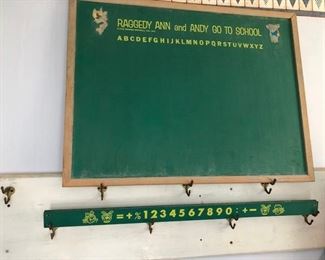 RAGGEDY ANN and ANDY GO TO SCHOOL
ABCDEFGHIJKLMNOPQRSTUVWXYZ
=+%1234567890:+-